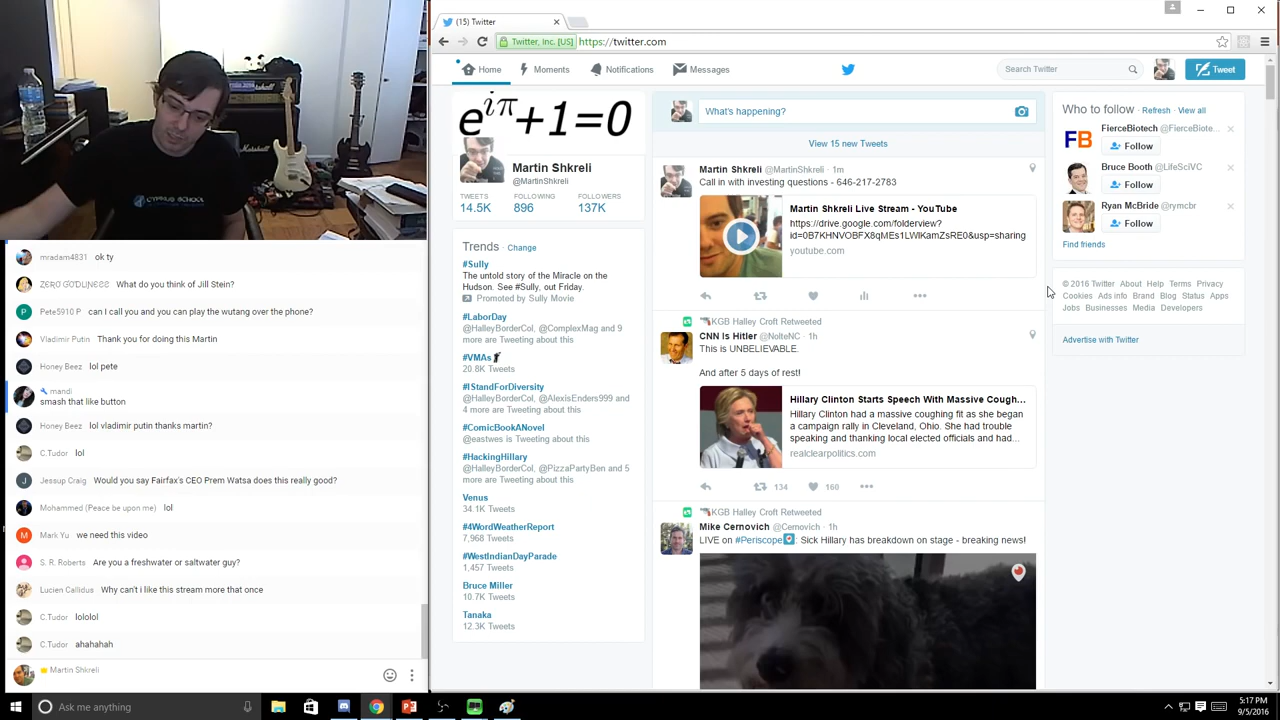 Marshall
Marshall
CYPRUS SCHOOL
mradam4831 ok ty
ZERO GODLINESS What do you think of Jill Stein?
P Pete5910 P can I call you and you can play the wutang over the phone?
Vladimir Putin Thank you for doing this Martin
Honey Beez lol pete
mandi
smash that like button
Honey Beez lol vladimir putin thanks martin?
C.Tudor lol
J Jessup Craig Would you say Fairfax's CEO Prem Watsa does this really good?
Mohammed (Peace be upon me) lol
M Mark Yu we need this video
S. R. Roberts Are you a freshwater or saltwater guy?
Lucien Callidus Why can't i like this stream more that once
C.Tudor lololol
C.Tudor ahahahah
Martin Shkreli
(15) Twitter
Twitter, Inc. [US] https://twitter.com
Home Moments Notifications Messages Search Twitter Tweet
e^iπ+1=0
Martin Shkreli
@MartinShkreli
TWEETS FOLLOWING FOLLOWERS
14.5K 896 137K
Trends · Change
#Sully
The untold story of the Miracle on the
Hudson. See #Sully, out Friday.
Promoted by Sully Movie
#LaborDay
@HalleyBorderCol, @ComplexMag and 9
more are Tweeting about this
#VMAs
20.8K Tweets
#IStandForDiversity
@HalleyBorderCol, @AlexisEnders999 and
4 more are Tweeting about this
#ComicBookANovel
@eastwes is Tweeting about this
#HackingHillary
@HalleyBorderCol, @PizzaPartyBen and 5
more are Tweeting about this
Venus
34.1K Tweets
#4WordWeatherReport
7,968 Tweets
#WestIndianDayParade
1,457 Tweets
Bruce Miller
10.7K Tweets
Tanaka
12.3K Tweets
What's happening?
View 15 new Tweets
Martin Shkreli @MartinShkreli · 1m
Call in with investing questions - 646-217-2783
Martin Shkreli Live Stream - YouTube
https://drive.google.com/folderview?
id=0B7KHNVOBFX8qMEs1LWlKamZsRE0&usp=sharing
youtube.com
KGB Halley Croft Retweeted
CNN Is Hitler @NolteNC · 1h
This is UNBELIEVABLE.
And after 5 days of rest!
Hillary Clinton Starts Speech With Massive Cough...
Hillary Clinton had a massive coughing fit as she began
a campaign rally in Cleveland, Ohio. She had trouble
speaking and thanking local elected officials and had...
realclearpolitics.com
134 160
KGB Halley Croft Retweeted
Mike Cernovich @Cernovich · 1h
LIVE on #Periscope: Sick Hillary has breakdown on stage - breaking news!
Who to follow · Refresh · View all
FB FierceBiotech @FierceBiote...
Follow
Bruce Booth @LifeSciVC
Follow
Ryan McBride @rymcbr
Follow
Find friends
© 2016 Twitter About Help Terms Privacy
Cookies Ads info Brand Blog Status Apps
Jobs Businesses Media Developers
Advertise with Twitter
Ask me anything
5:17 PM
9/5/2016